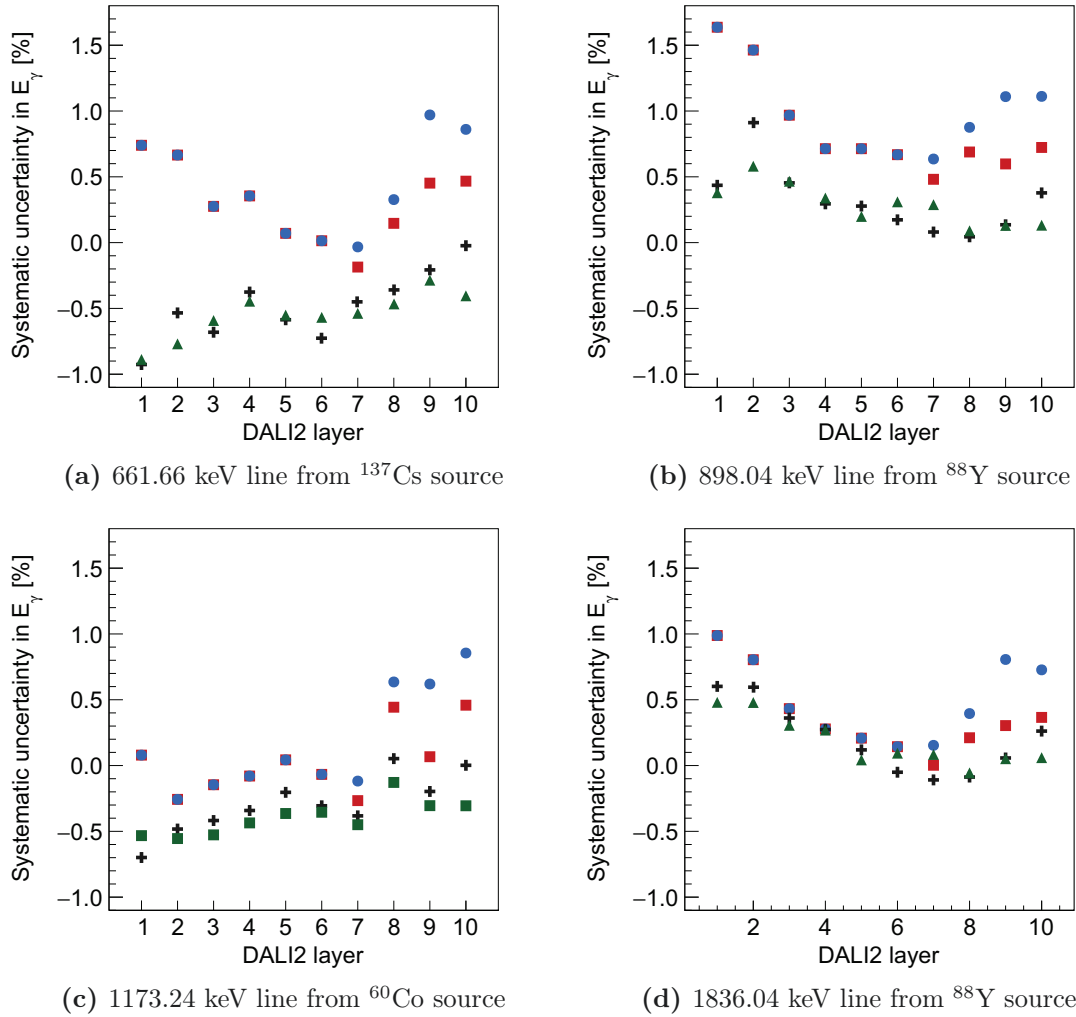 Systematic uncertainty in E_γ [%]
1.5
1.0
0.5
0.0
−0.5
−1.0
1 2 3 4 5 6 7 8 9 10
DALI2 layer
(a) 661.66 keV line from ¹³⁷Cs source
Systematic uncertainty in E_γ [%]
1.5
1.0
0.5
0.0
−0.5
−1.0
1 2 3 4 5 6 7 8 9 10
DALI2 layer
(b) 898.04 keV line from ⁸⁸Y source
Systematic uncertainty in E_γ [%]
1.5
1.0
0.5
0.0
−0.5
−1.0
1 2 3 4 5 6 7 8 9 10
DALI2 layer
(c) 1173.24 keV line from ⁶⁰Co source
Systematic uncertainty in E_γ [%]
1.5
1.0
0.5
0.0
−0.5
−1.0
2 4 6 8 10
DALI2 layer
(d) 1836.04 keV line from ⁸⁸Y source